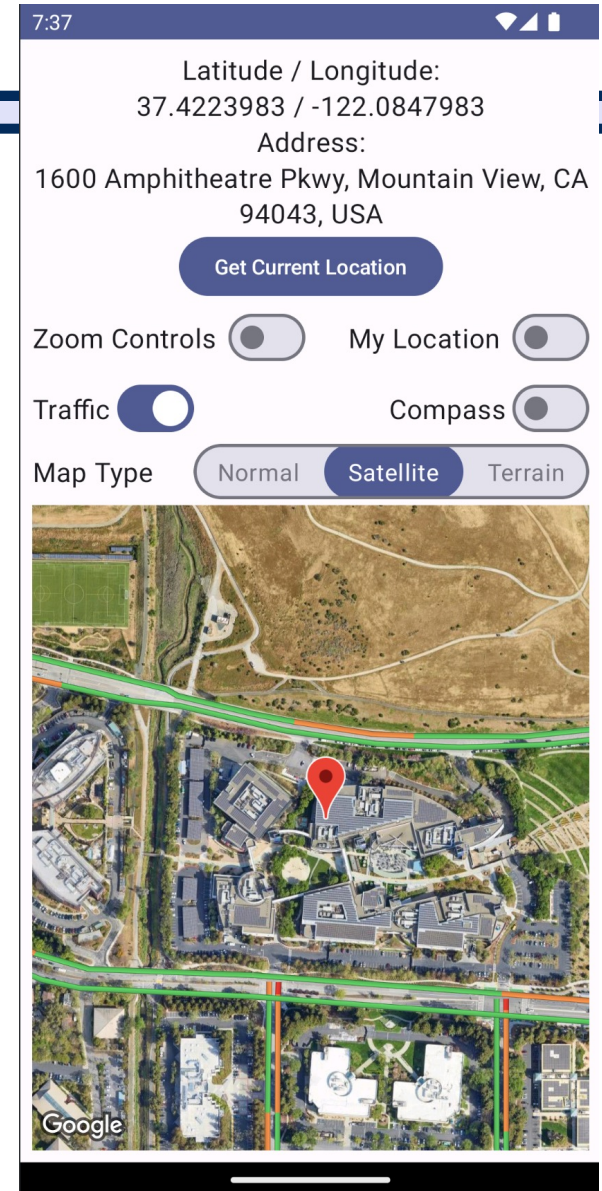 7:37
Latitude / Longitude:
37.4223983 / -122.0847983
Address:
1600 Amphitheatre Pkwy, Mountain View, CA
94043, USA
Get Current Location
Zoom Controls My Location
Traffic Compass
Map Type Normal Satellite Terrain
Google